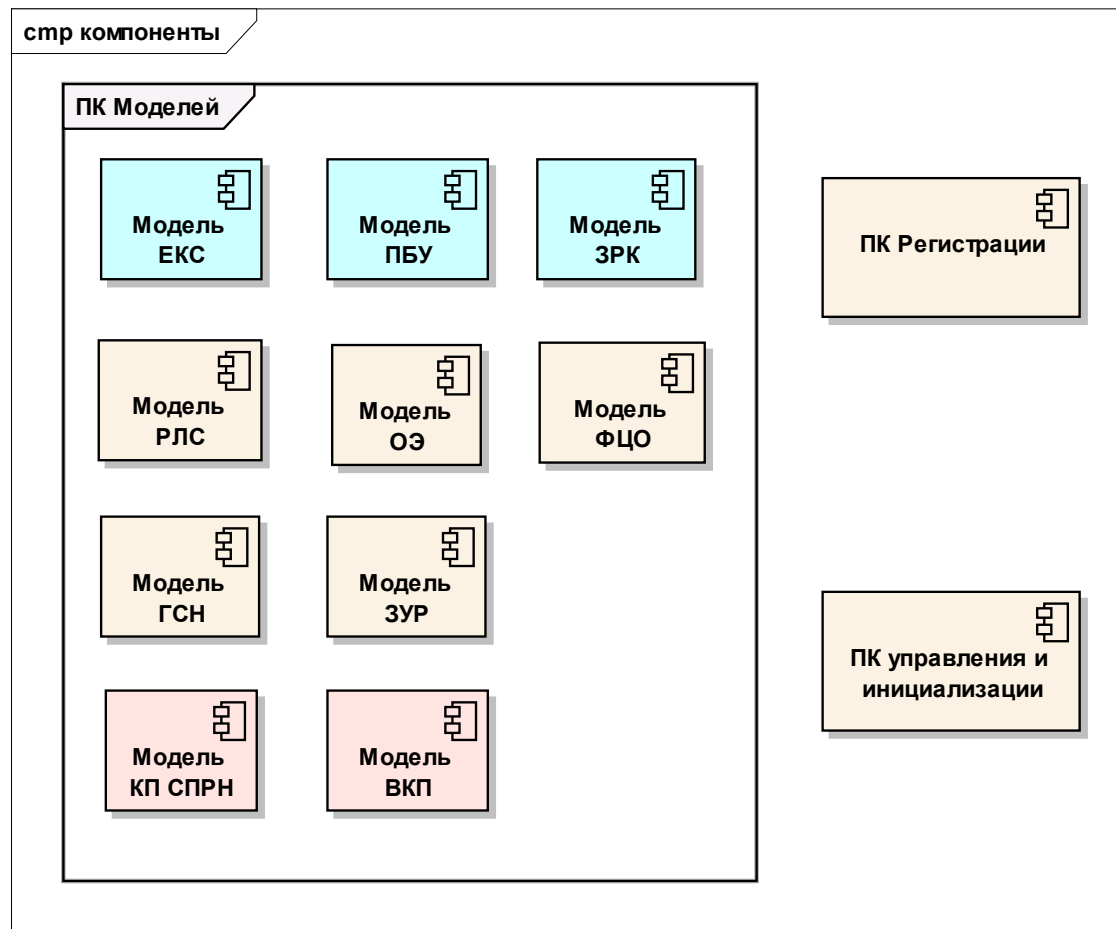 cmp компоненты
ПК Моделей
Модель
ЕКС
Модель
ПБУ
Модель
ЗРК
ПК Регистрации
Модель
РЛС
Модель
ОЭ
Модель
ФЦО
Модель
ГСН
Модель
ЗУР
ПК управления и
инициализации
Модель
КП СПРН
Модель
ВКП